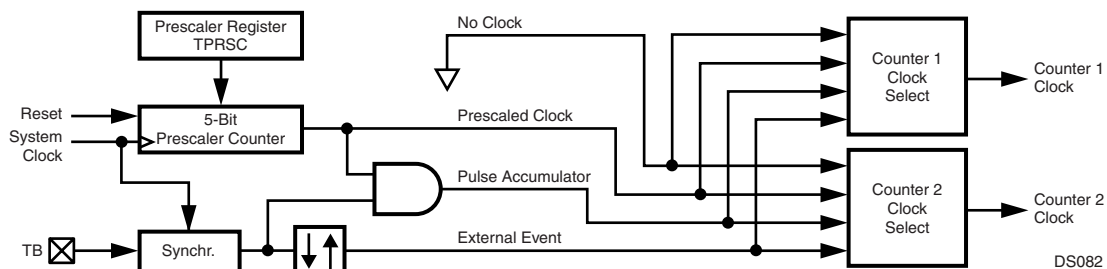 Prescaler Register
TPRSC
No Clock
Counter 1
Clock
Select
Counter 1
Clock
Reset
System
Clock
5-Bit
Prescaler Counter
Prescaled Clock
Pulse Accumulator
Counter 2
Clock
Select
Counter 2
Clock
TB
Synchr.
External Event
DS082